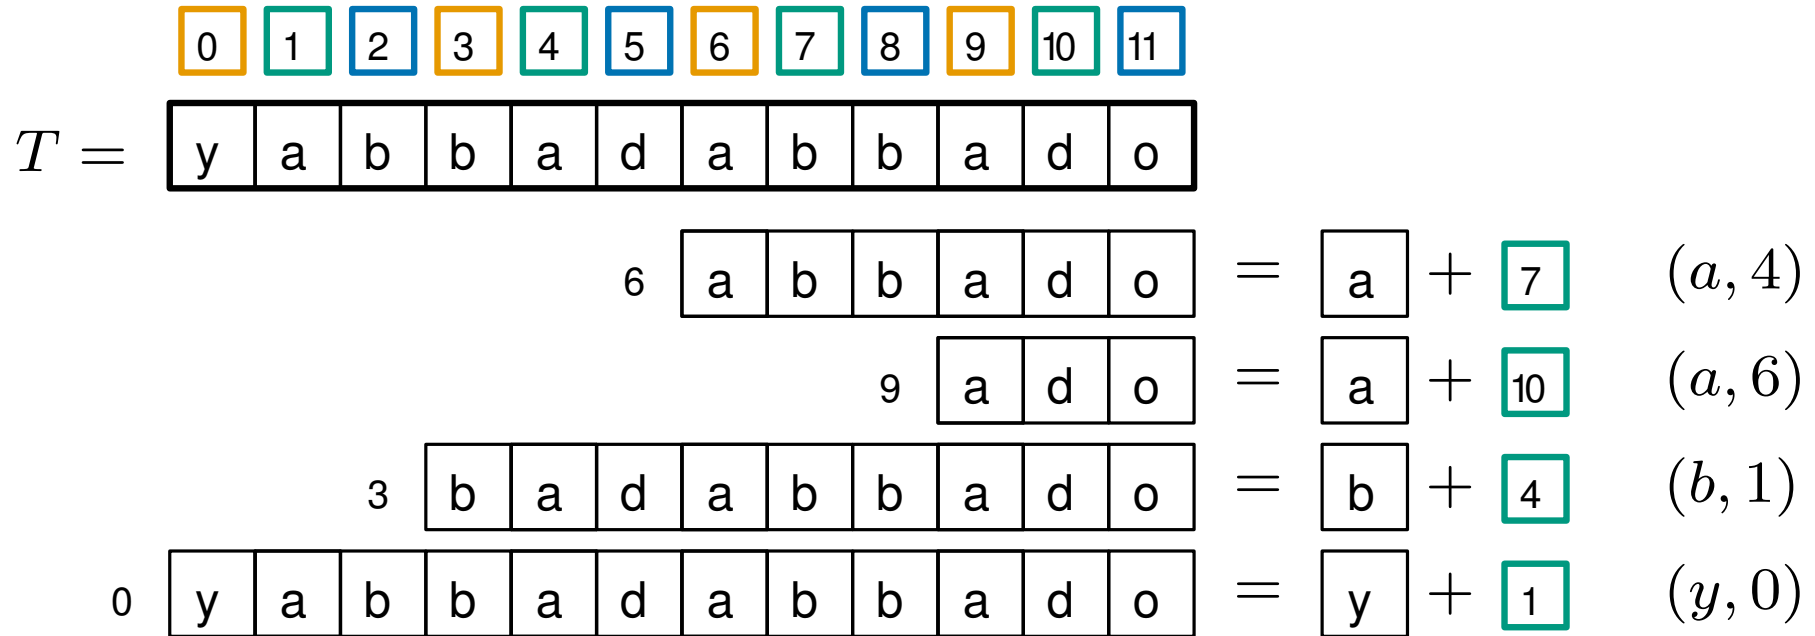 0 1 2 3 4 5 6 7 8 9 10 11
T = y a b b a d a b b a d o
6 a b b a d o = a + 7 (a, 4)
9 a d o = a + 10 (a, 6)
3 b a d a b b a d o = b + 4 (b, 1)
0 y a b b a d a b b a d o = y + 1 (y, 0)